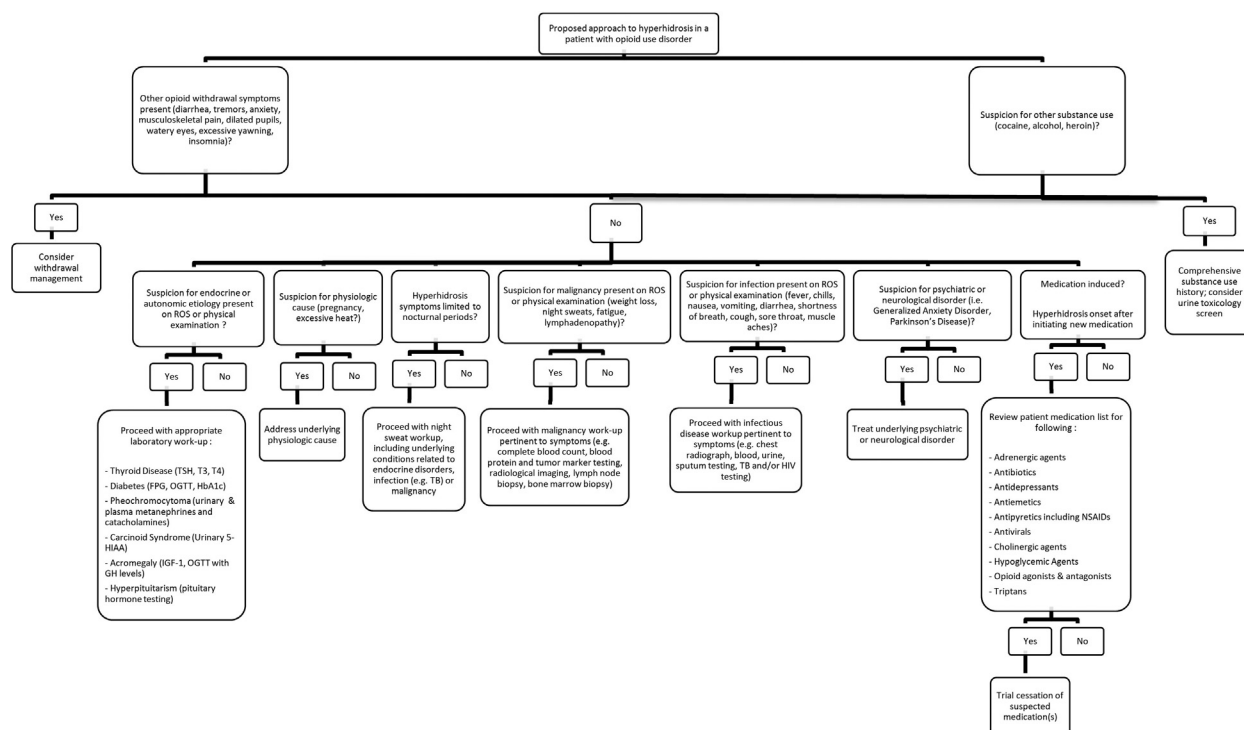 Proposed approach to hyperhidrosis in a
patient with opioid use disorder
Other opioid withdrawal symptoms
present (diarrhea, tremors, anxiety,
musculoskeletal pain, dilated pupils,
watery eyes, excessive yawning,
insomnia)?
Suspicion for other substance use
(cocaine, alcohol, heroin)?
Yes
No
Yes
Consider
withdrawal
management
Comprehensive
substance use
history; consider
urine toxicology
screen
Suspicion for endocrine or
autonomic etiology present
on ROS or physical
examination ?
Suspicion for physiologic
cause (pregnancy,
excessive heat?)
Hyperhidrosis
symptoms limited to
nocturnal periods?
Suspicion for malignancy present on ROS
or physical examination (weight loss,
night sweats, fatigue,
lymphadenopathy)?
Suspicion for infection present on ROS
or physical examination (fever, chills,
nausea, vomiting, diarrhea, shortness
of breath, cough, sore throat, muscle
aches)?
Suspicion for psychiatric or
neurological disorder (i.e.
Generalized Anxiety Disorder,
Parkinson's Disease)?
Medication induced?
Hyperhidrosis onset after
initiating new medication
Yes
No
Yes
No
Yes
No
Yes
No
Yes
No
Yes
No
Yes
No
Proceed with appropriate
laboratory work-up :
- Thyroid Disease (TSH, T3, T4)
- Diabetes (FPG, OGTT, HbA1c)
- Pheochromcytoma (urinary &
plasma metanephrines and
catacholamines)
- Carcinoid Syndrome (Urinary 5-
HIAA)
- Acromegaly (IGF-1, OGTT with
GH levels)
- Hyperpituitarism (pituitary
hormone testing)
Address underlying
physiologic cause
Proceed with night
sweat workup,
including underlying
conditions related to
endocrine disorders,
infection (e.g. TB) or
malignancy
Proceed with malignancy work-up
pertinent to symptoms (e.g.
complete blood count, blood
protein and tumor marker testing,
radiological imaging, lymph node
biopsy, bone marrow biopsy)
Proceed with infectious
disease workup pertinent to
symptoms (e.g. chest
radiograph, blood, urine,
sputum testing, TB and/or HIV
testing)
Treat underlying psychiatric
or neurological disorder
Review patient medication list for
following :
- Adrenergic agents
- Antibiotics
- Antidepressants
- Antiemetics
- Antipyretics including NSAIDs
- Antivirals
- Cholinergic agents
- Hypoglycemic Agents
- Opioid agonists & antagonists
- Triptans
Yes
No
Trial cessation of
suspected
medication(s)